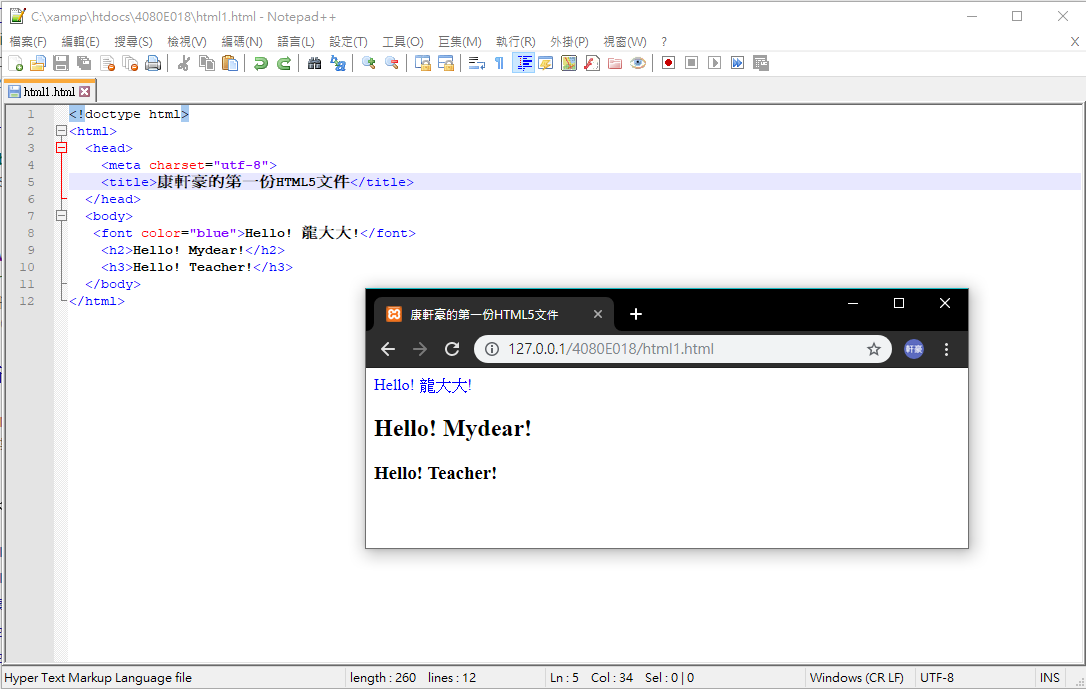 C:\xampp\htdocs\4080E018\html1.html - Notepad++
檔案(F) 編輯(E) 搜尋(S) 檢視(V) 編碼(N) 語言(L) 設定(T) 工具(O) 巨集(M) 執行(R) 外掛(P) 視窗(W) ? X
html1.html
1 <!doctype html>
2 <html>
3 <head>
4 <meta charset="utf-8">
5 <title>康軒豪的第一份HTML5文件</title>
6 </head>
7 <body>
8 <font color="blue">Hello! 龍大大!</font>
9 <h2>Hello! Mydear!</h2>
10 <h3>Hello! Teacher!</h3>
11 </body>
12 </html>
康軒豪的第一份HTML5文件
127.0.0.1/4080E018/html1.html 軒豪
Hello! 龍大大!
Hello! Mydear!
Hello! Teacher!
Hyper Text Markup Language file length : 260 lines : 12 Ln : 5 Col : 34 Sel : 0 | 0 Windows (CR LF) UTF-8 INS